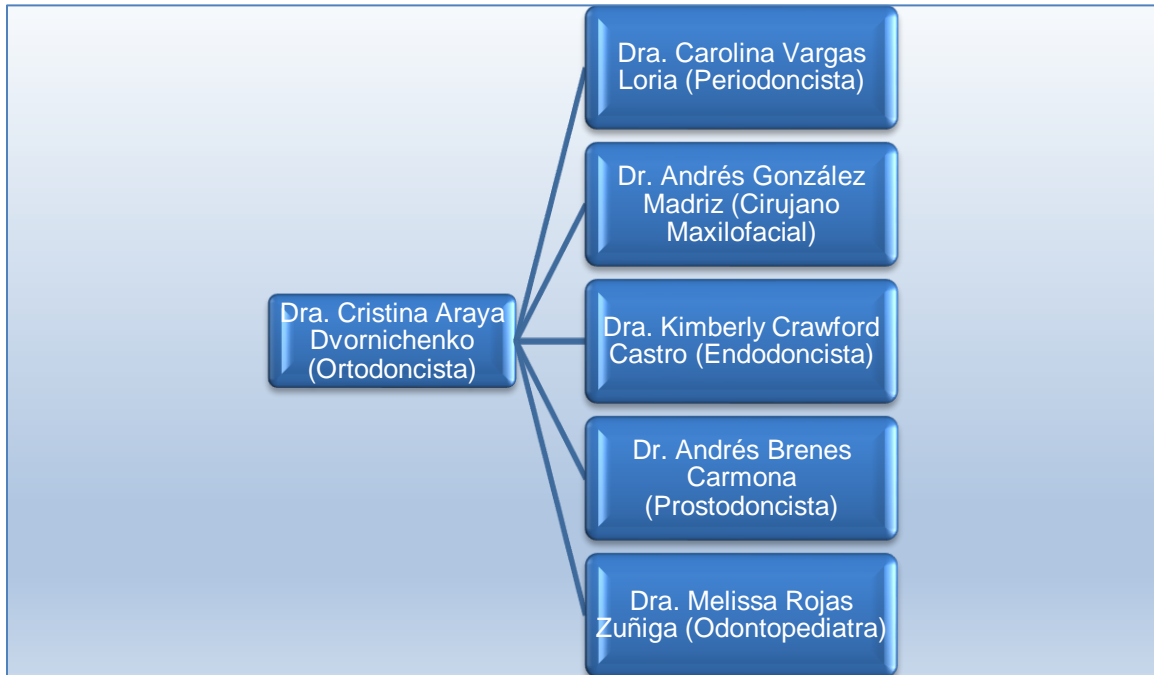 Dra. Carolina Vargas
Loria (Periodoncista)
Dr. Andrés González
Madriz (Cirujano
Maxilofacial)
Dra. Cristina Araya
Dvornichenko
(Ortodoncista)
Dra. Kimberly Crawford
Castro (Endodoncista)
Dr. Andrés Brenes
Carmona
(Prostodoncista)
Dra. Melissa Rojas
Zuñiga (Odontopediatra)